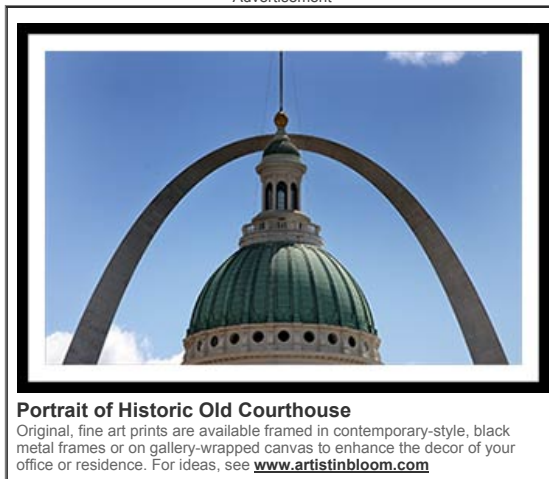 Advertisement
Portrait of Historic Old Courthouse
Original, fine art prints are available framed in contemporary-style, black
metal frames or on gallery-wrapped canvas to enhance the decor of your
office or residence. For ideas, see www.artistinbloom.com